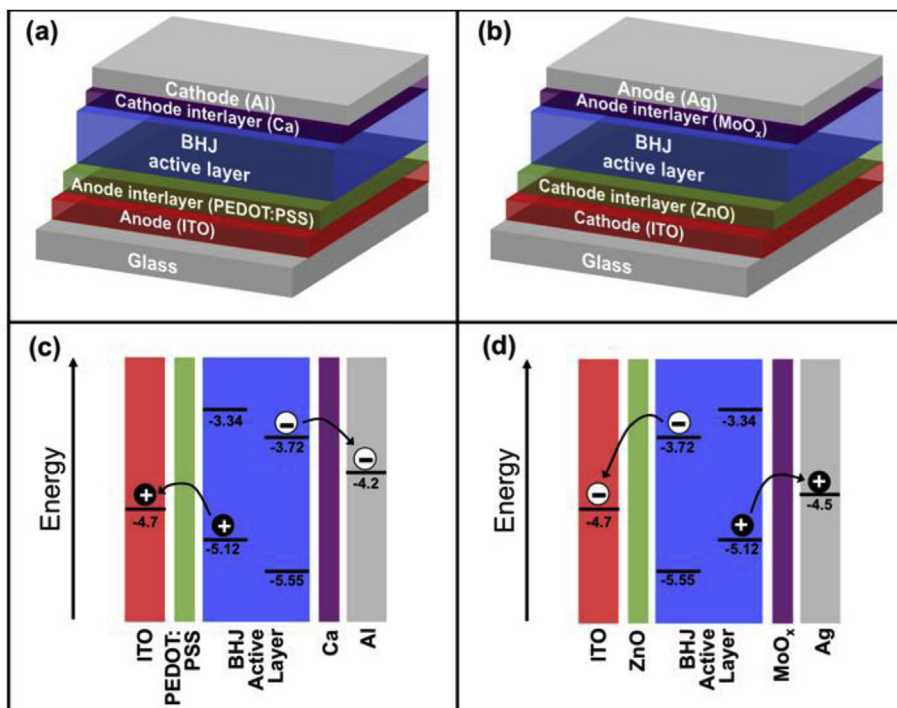 (a)
Cathode (Al)
Cathode interlayer (Ca)
BHJ
active layer
Anode interlayer (PEDOT:PSS)
Anode (ITO)
Glass
(b)
Anode (Ag)
Anode interlayer (MoOₓ)
BHJ
active layer
Cathode interlayer (ZnO)
Cathode (ITO)
Glass
(c)
Energy
-3.34
-3.72
-4.2
-4.7
-5.12
-5.55
ITO
PEDOT:
PSS
BHJ
Active
Layer
Ca
Al
(d)
Energy
-3.34
-3.72
-4.7
-4.5
-5.12
-5.55
ITO
ZnO
BHJ
Active
Layer
MoOₓ
Ag